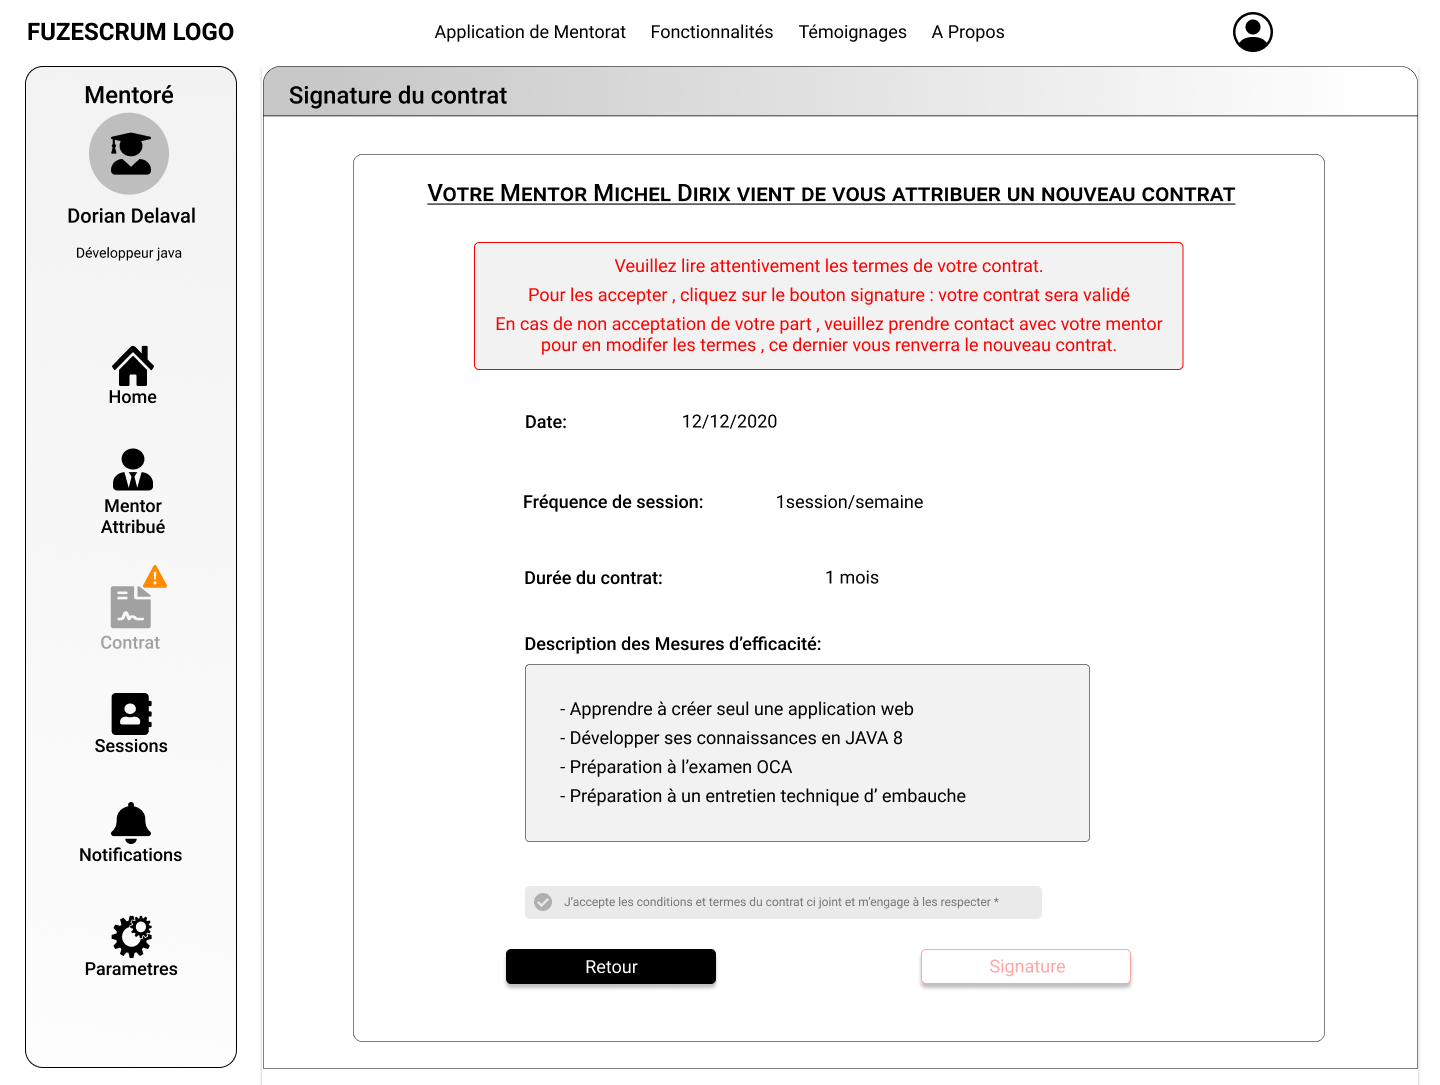 FUZESCRUM LOGO
Application de Mentorat
Fonctionnalités
Témoignages
A Propos
Mentoré
Dorian Delaval
Développeur java
Home
Mentor
Attribué
Contrat
Sessions
Notifications
Parametres
Signature du contrat
Votre Mentor Michel Dirix vient de vous attribuer un nouveau contrat
Veuillez lire attentivement les termes de votre contrat.
Pour les accepter , cliquez sur le bouton signature : votre contrat sera validé
En cas de non acceptation de votre part , veuillez prendre contact avec votre mentor
pour en modifer les termes , ce dernier vous renverra le nouveau contrat.
Date: 12/12/2020
Fréquence de session: 1session/semaine
Durée du contrat: 1 mois
Description des Mesures d’efficacité:
- Apprendre à créer seul une application web
- Développer ses connaissances en JAVA 8
- Préparation à l’examen OCA
- Préparation à un entretien technique d’ embauche
J’accepte les conditions et termes du contrat ci joint et m’engage à les respecter *
Retour
Signature